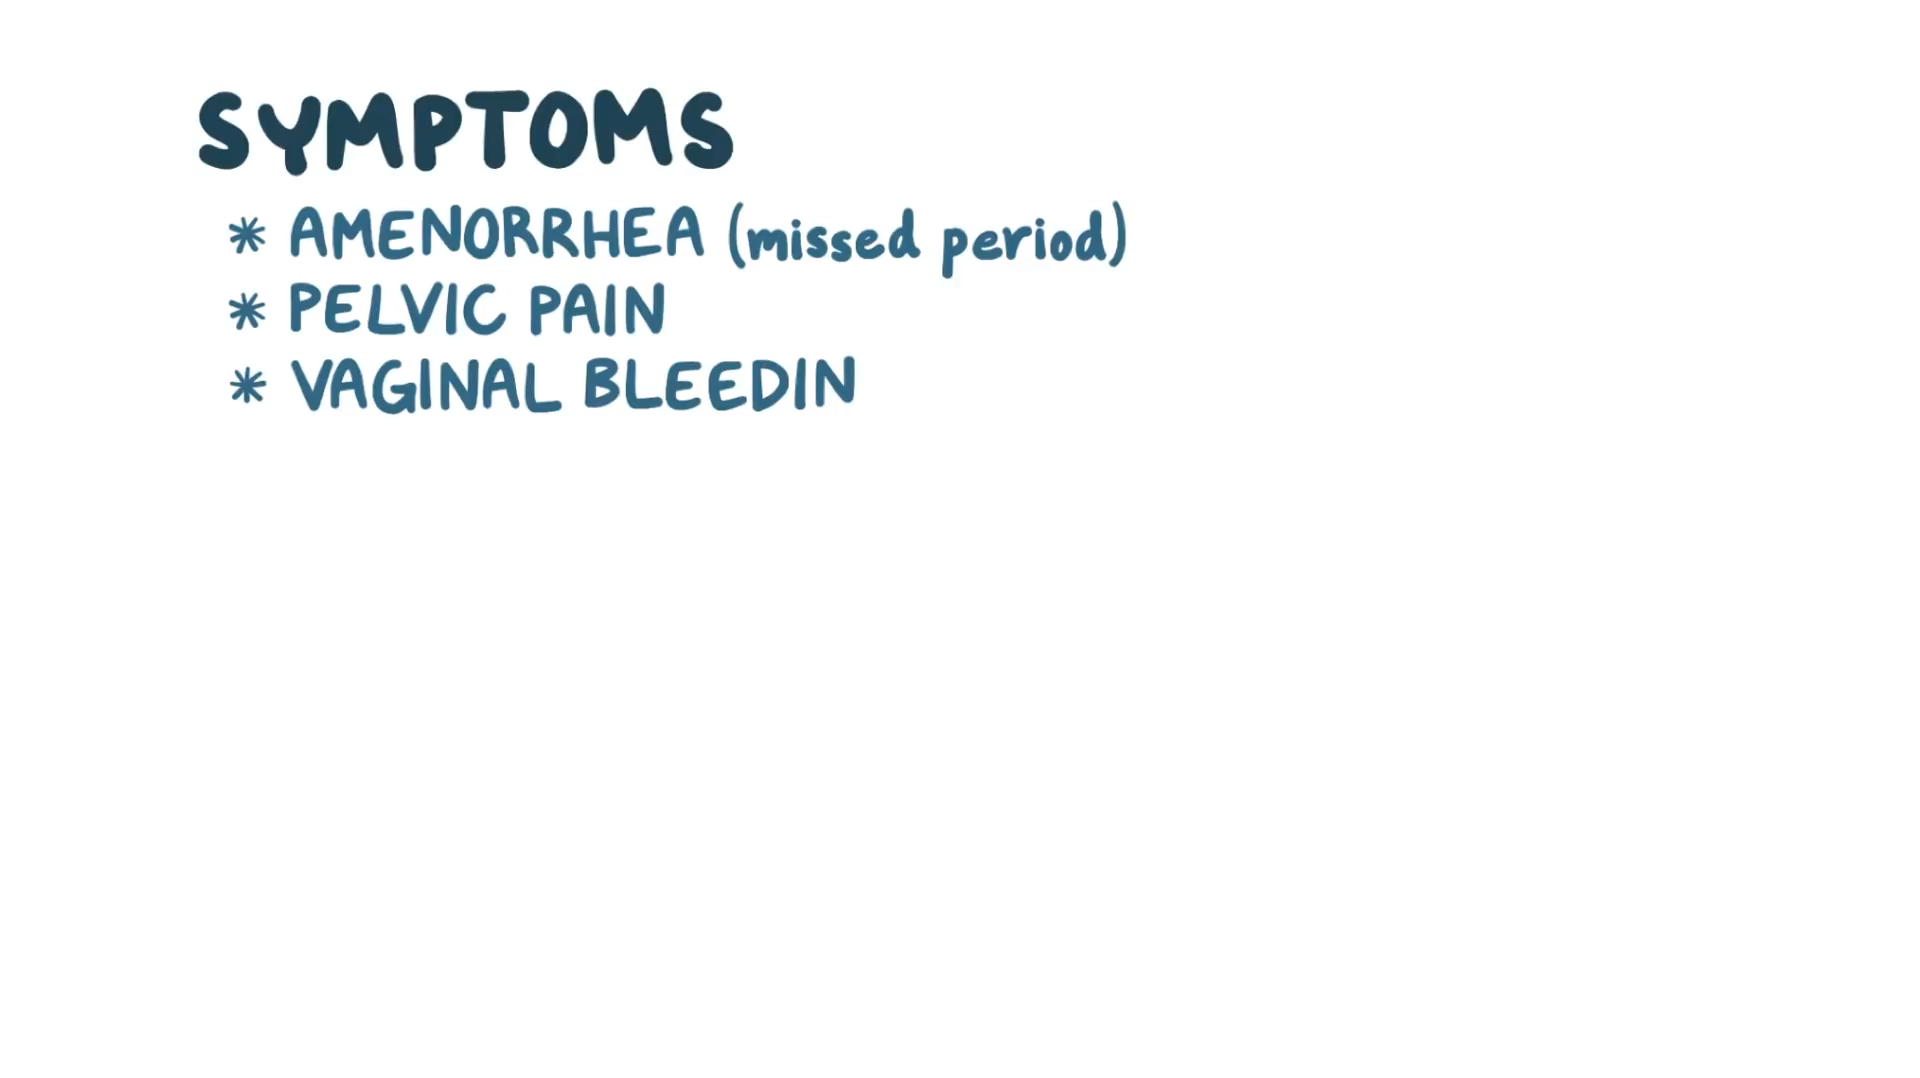 SYMPTOMS
* AMENORRHEA (missed period)
* PELVIC PAIN
* VAGINAL BLEEDIN